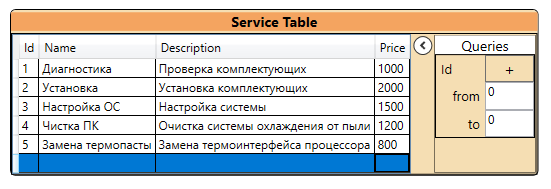 Service Table
Id Name Description Price
1 Диагностика Проверка комплектующих 1000
2 Установка Установка комплектующих 2000
3 Настройка ОС Настройка системы 1500
4 Чистка ПК Очистка системы охлаждения от пыли 1200
5 Замена термопасты Замена термоинтерфейса процессора 800
Queries
Id +
from 0
to 0